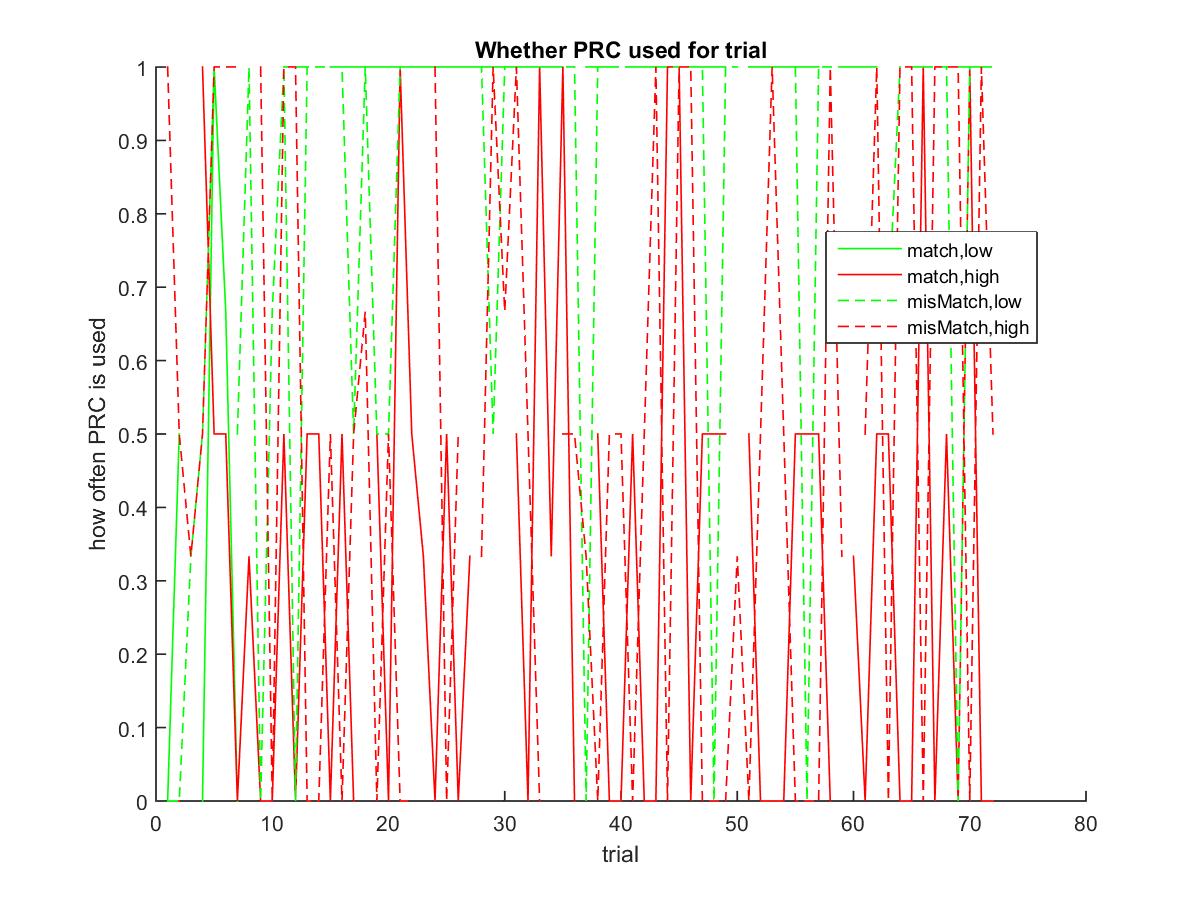 Whether PRC used for trial
1
0.9
0.8
0.7
0.6
0.5
0.4
0.3
0.2
0.1
0
how often PRC is used
match,low
match,high
misMatch,low
misMatch,high
0 10 20 30 40 50 60 70 80
trial